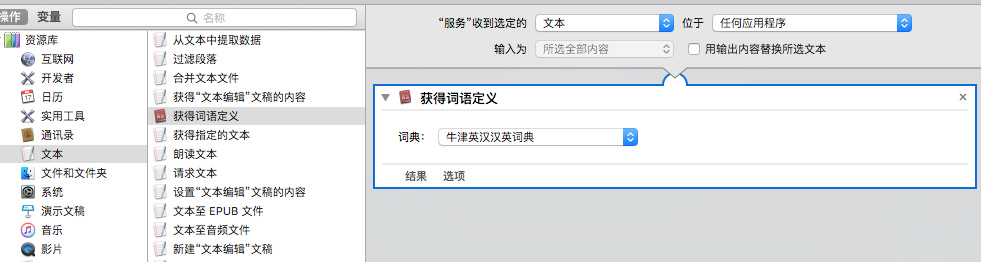 操作
变量
名称
资源库
互联网
开发者
日历
实用工具
通讯录
文本
文件和文件夹
系统
演示文稿
音乐
影片
从文本中提取数据
过滤段落
合并文本文件
获得“文本编辑”文稿的内容
获得词语定义
获得指定的文本
朗读文本
请求文本
设置“文本编辑”文稿的内容
文本至 EPUB 文件
文本至音频文件
新建“文本编辑”文稿
“服务”收到选定的 文本 位于 任何应用程序
输入为 所选全部内容 用输出内容替换所选文本
获得词语定义
词典: 牛津英汉汉英词典
结果 选项